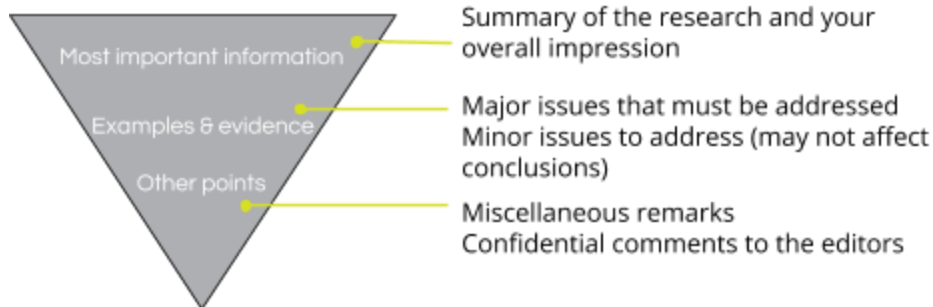 Summary of the research and your
overall impression
Most important information
Major issues that must be addressed
Examples & evidence
Minor issues to address (may not affect
conclusions)
Other points
Miscellaneous remarks
Confidential comments to the editors